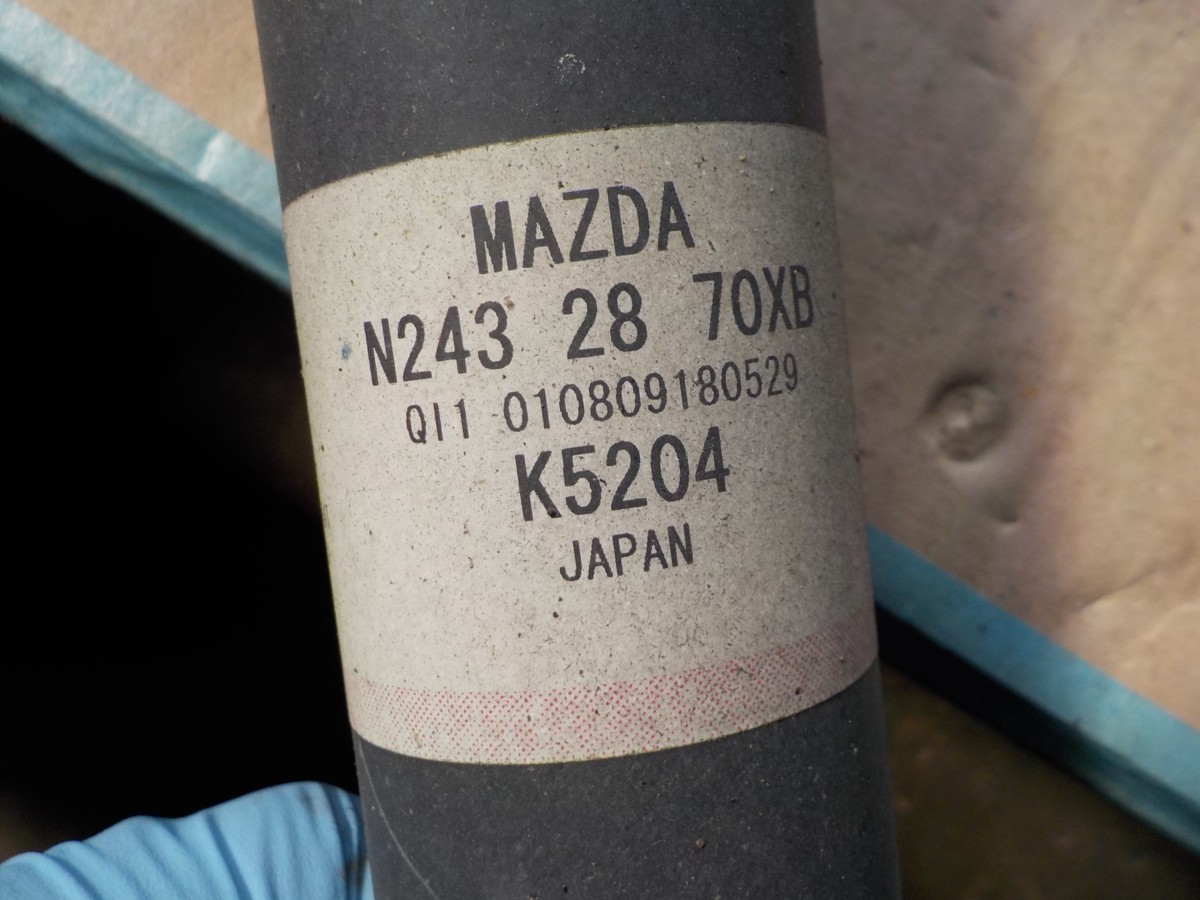 MAZDA
N243 28 70XB
QI1 010809180529
K5204
JAPAN